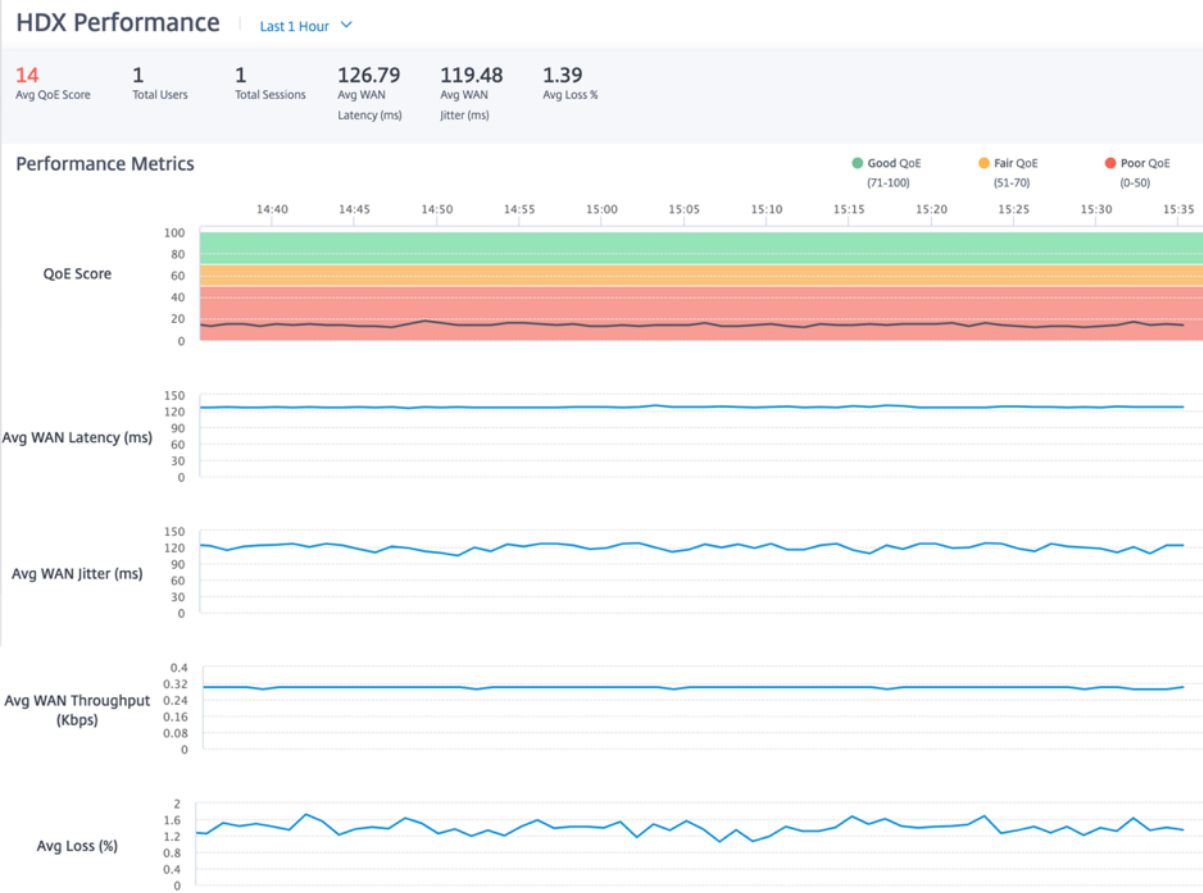 HDX Performance
Last 1 Hour
14 1 1 126.79 119.48 1.39
Avg QoE Score Total Users Total Sessions Avg WAN Avg WAN Avg Loss %
Latency (ms) Jitter (ms)
Performance Metrics
Good QoE Fair QoE Poor QoE
(71-100) (51-70) (0-50)
14:40 14:45 14:50 14:55 15:00 15:05 15:10 15:15 15:20 15:25 15:30 15:35
100
80
QoE Score
60
40
20
0
150
120
90
Avg WAN Latency (ms)
60
30
0
150
120
90
Avg WAN Jitter (ms)
60
30
0
0.4
0.32
Avg WAN Throughput
0.24
(Kbps)
0.16
0.08
0
2
1.6
1.2
Avg Loss (%)
0.8
0.4
0